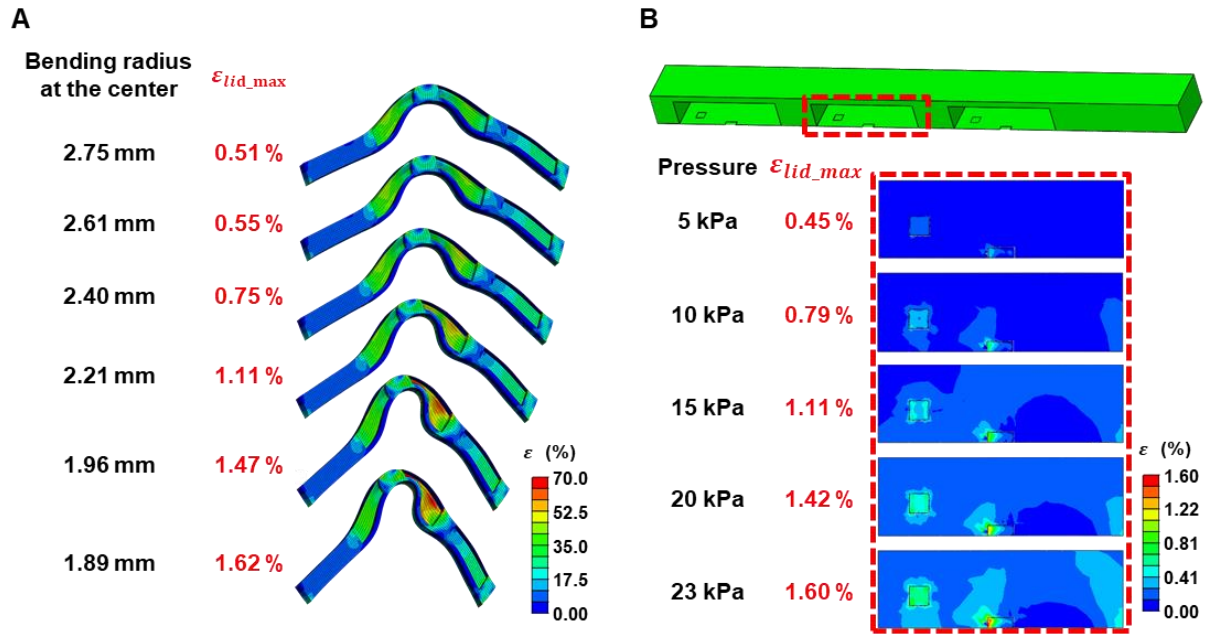 A
Bending radius
at the center
ε_lid_max
2.75 mm 0.51 %
2.61 mm 0.55 %
2.40 mm 0.75 %
2.21 mm 1.11 %
1.96 mm 1.47 %
1.89 mm 1.62 %
ε (%)
70.0
52.5
35.0
17.5
0.00
B
Pressure ε_lid_max
5 kPa 0.45 %
10 kPa 0.79 %
15 kPa 1.11 %
20 kPa 1.42 %
23 kPa 1.60 %
ε (%)
1.60
1.22
0.81
0.41
0.00